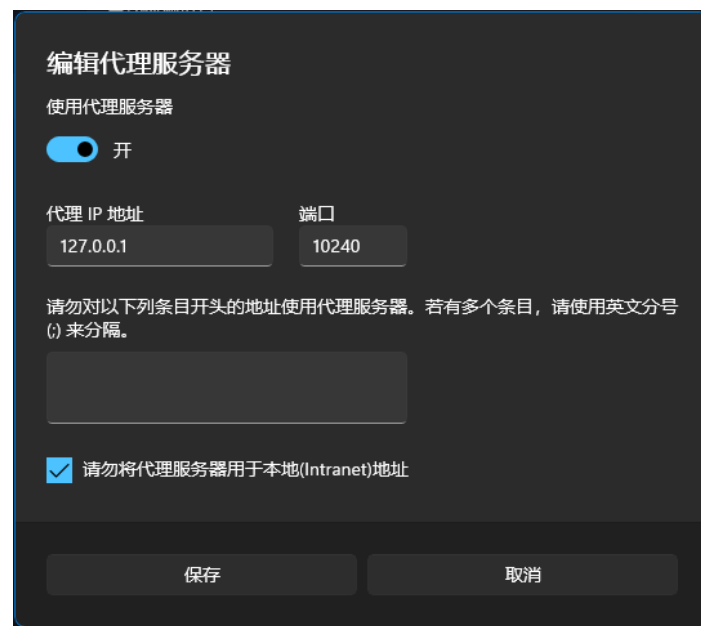 编辑代理服务器
使用代理服务器
开
代理 IP 地址
端口
127.0.0.1
10240
请勿对以下列条目开头的地址使用代理服务器。若有多个条目，请使用英文分号
(;) 来分隔。
请勿将代理服务器用于本地(Intranet)地址
保存
取消